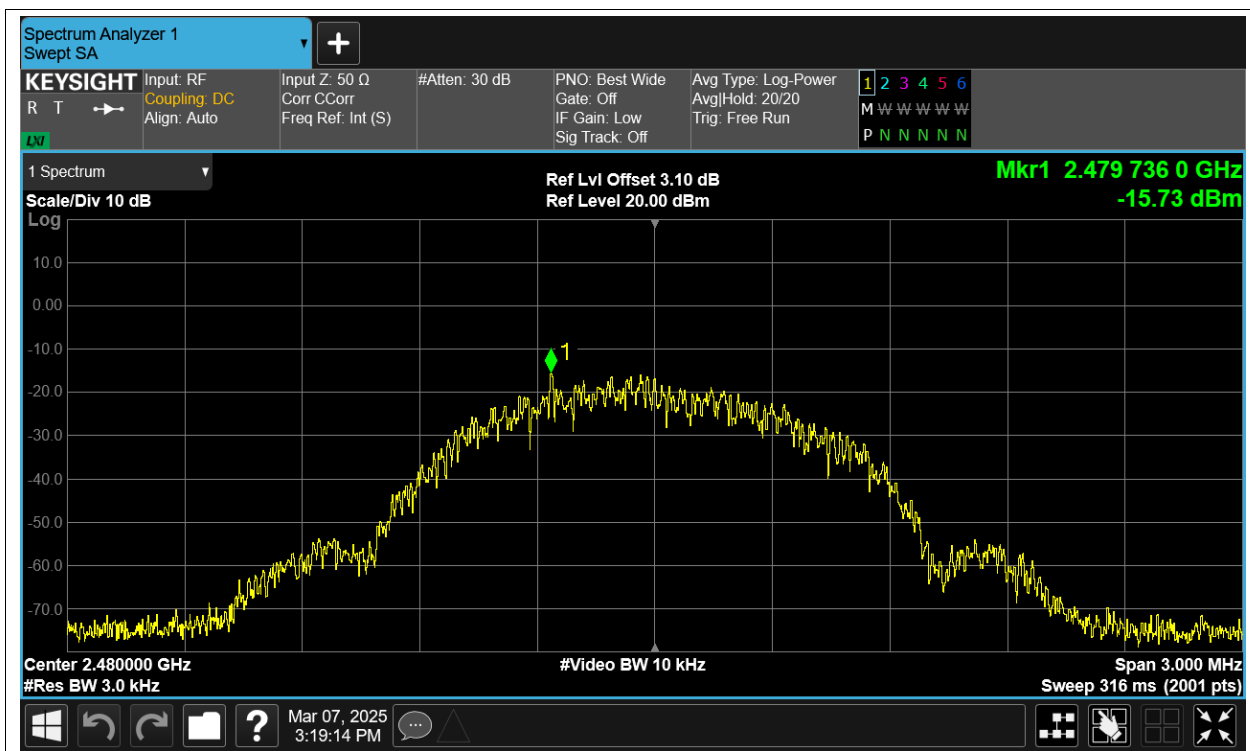 Spectrum Analyzer 1
Swept SA
KEYSIGHT
R T
LXI
Input: RF
Coupling: DC
Align: Auto
Input Z: 50 Ω
Corr CCorr
Freq Ref: Int (S)
#Atten: 30 dB
PNO: Best Wide
Gate: Off
IF Gain: Low
Sig Track: Off
Avg Type: Log-Power
Avg|Hold: 20/20
Trig: Free Run
1 2 3 4 5 6
M W W W W W W
P N N N N N
1 Spectrum
Scale/Div 10 dB
Log
Ref Lvl Offset 3.10 dB
Ref Level 20.00 dBm
Mkr1 2.479 736 0 GHz
-15.73 dBm
10.0
0.00
-10.0
1
-20.0
-30.0
-40.0
-50.0
-60.0
-70.0
Center 2.480000 GHz
#Res BW 3.0 kHz
#Video BW 10 kHz
Span 3.000 MHz
Sweep 316 ms (2001 pts)
?
Mar 07, 2025
3:19:14 PM